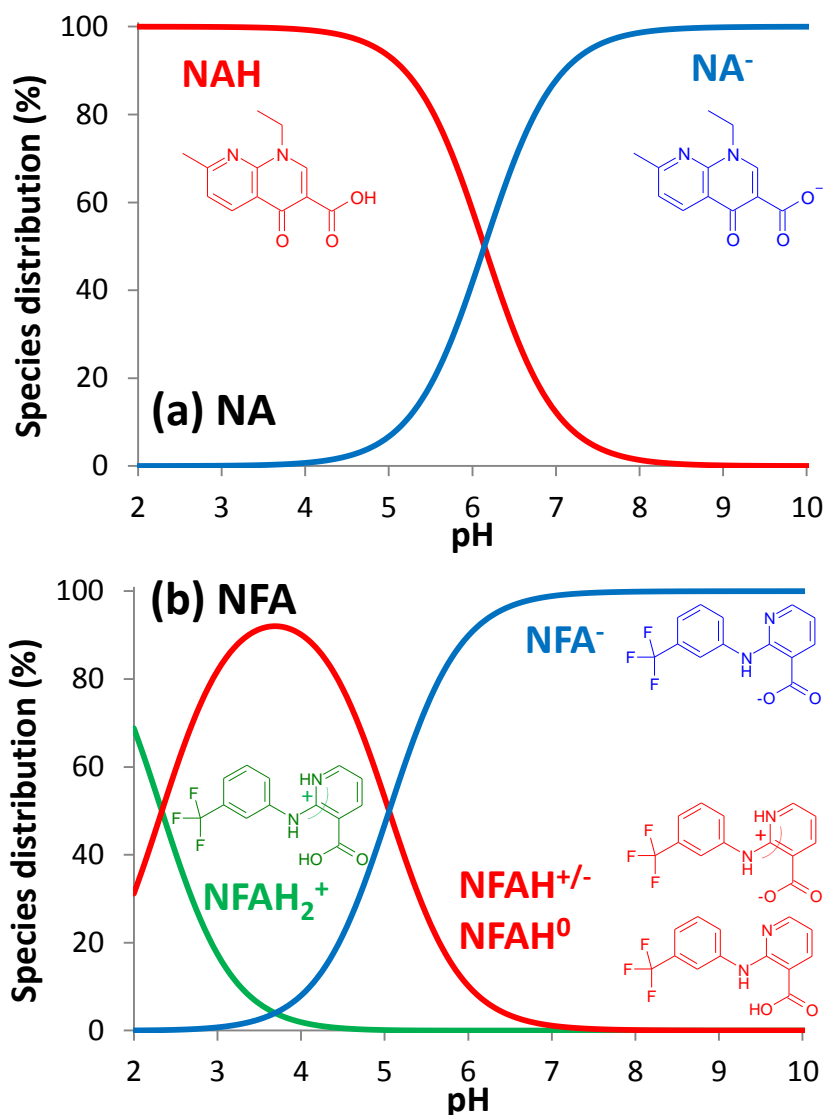 Species distribution (%)
100
80
60
40
20
0
NAH
NA-
N
N
OH
O
O
N
N
O-
O
O
(a) NA
2 3 4 5 6 7 8 9 10
pH
Species distribution (%)
100
80
60
40
20
0
(b) NFA
NFA-
F
F
F
N
H
N
-O
O
F
F
F
N
H
HN
+
HO
O
NFAH2+
NFAH+/-
NFAH0
F
F
F
N
H
HN
+
-O
O
F
F
F
N
H
N
HO
O
2 3 4 5 6 7 8 9 10
pH